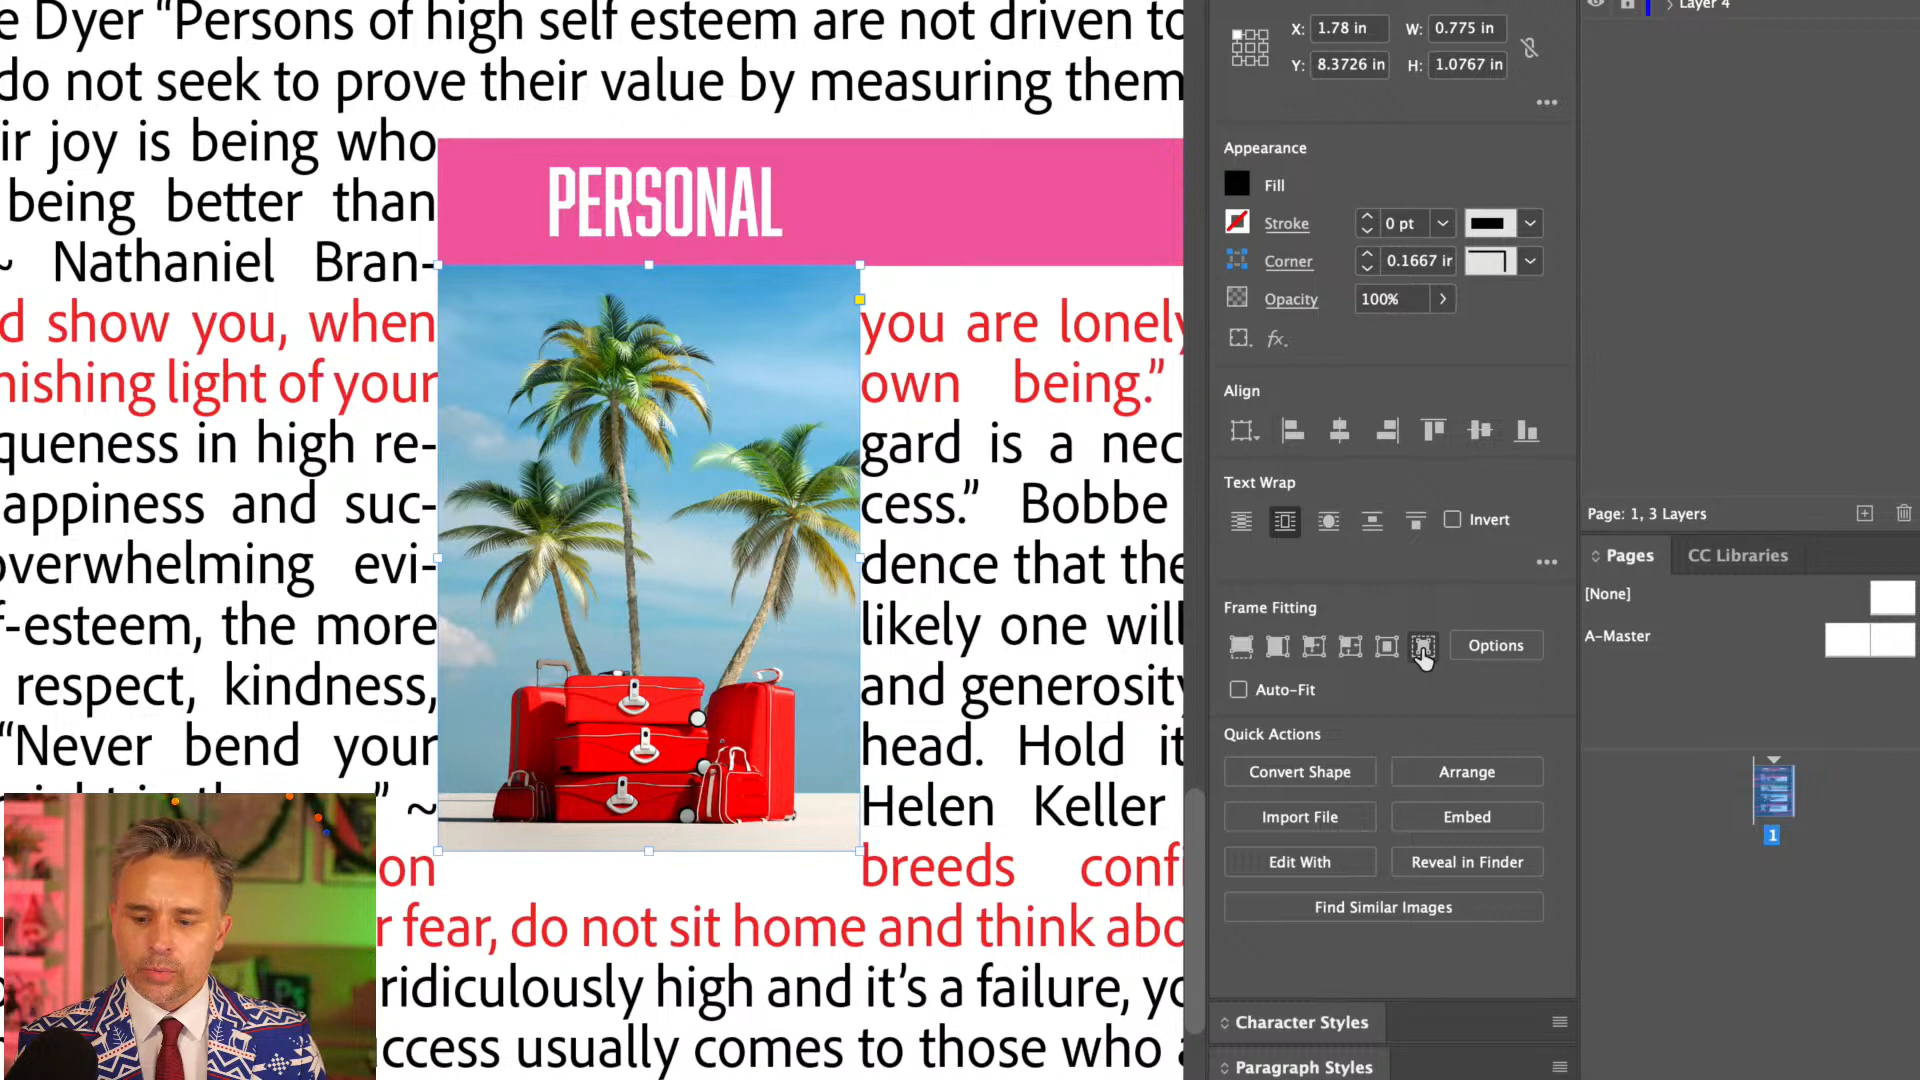 e Dyer “Persons of high self esteem are not driven to
do not seek to prove their value by measuring them
ir joy is being who
being better than
~ Nathaniel Bran-
d show you, when
nishing light of your
queness in high re-
appiness and suc-
overwhelming evi-
f-esteem, the more
respect, kindness,
“Never bend your
” ~
on
PERSONAL
you are lonely
own being.”
gard is a nec
cess.” Bobbe
dence that the
likely one will
and generosity
head. Hold it
Helen Keller
breeds confi
r fear, do not sit home and think abo
ridiculously high and it’s a failure, yo
ccess usually comes to those who a
X: 1.78 in W: 0.775 in
Y: 8.3726 in H: 1.0767 in
Appearance
Fill
Stroke 0 pt
Corner 0.1667 ir
Opacity 100%
fx.
Align
Text Wrap
Invert
Frame Fitting
Options
Auto-Fit
Quick Actions
Convert Shape Arrange
Import File Embed
Edit With Reveal in Finder
Find Similar Images
Character Styles
Paragraph Styles
Layer 4
Page: 1, 3 Layers
Pages CC Libraries
[None]
A-Master
1